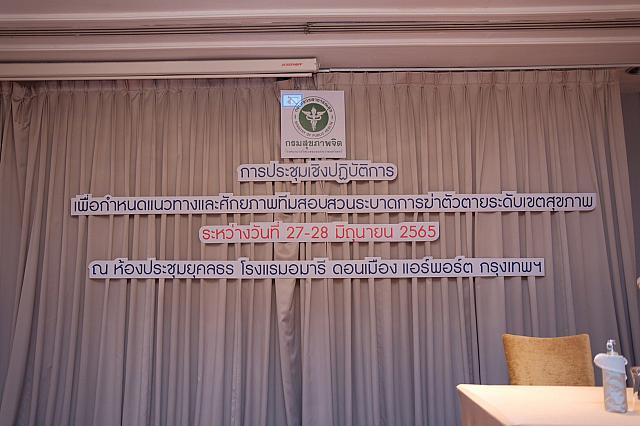 กรมสุขภาพจิต
การประชุมเชิงปฏิบัติการ
เพื่อกำหนดแนวทางและศักยภาพทีมสอบสวนระบาดการฆ่าตัวตายระดับเขตสุขภาพ
ระหว่างวันที่ 27-28 มิถุนายน 2565
ณ ห้องประชุมยุคลธร โรงแรมอมารี ดอนเมือง แอร์พอร์ต กรุงเทพฯ